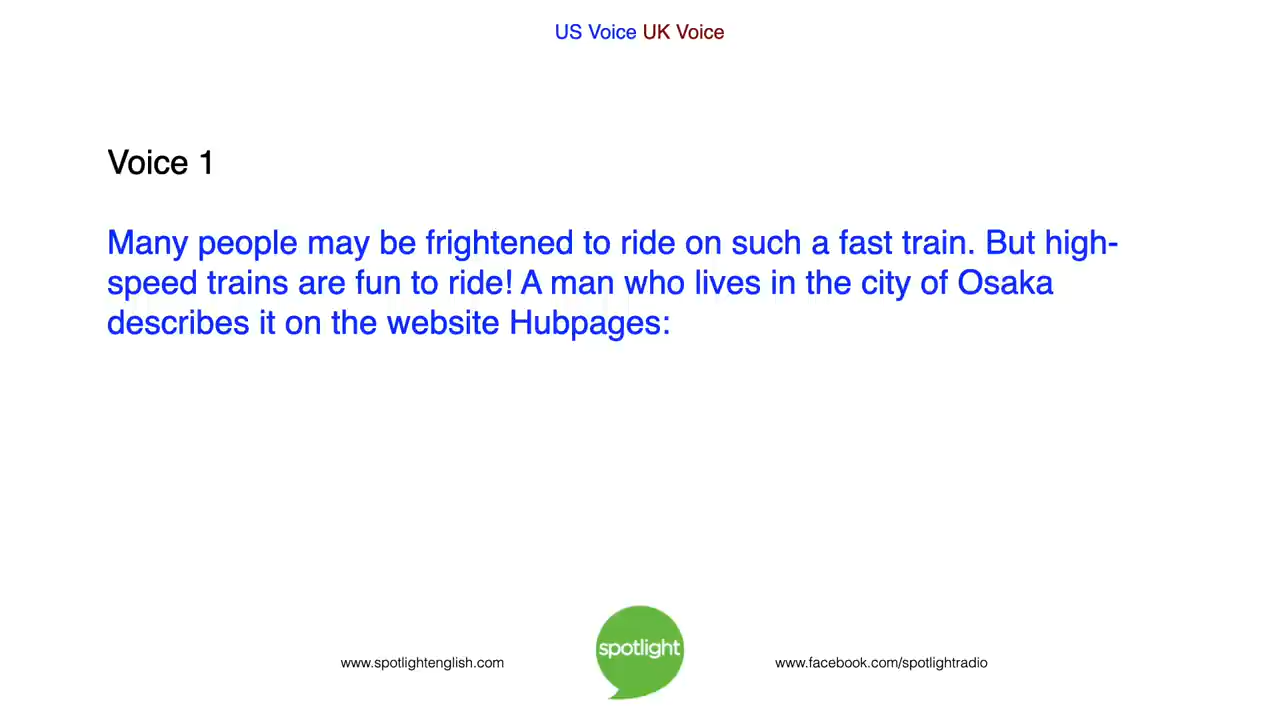 US Voice UK Voice
Voice 1
Many people may be frightened to ride on such a fast train. But high-
speed trains are fun to ride! A man who lives in the city of Osaka
describes it on the website Hubpages:
spotlight
www.spotlightenglish.com
www.facebook.com/spotlightradio